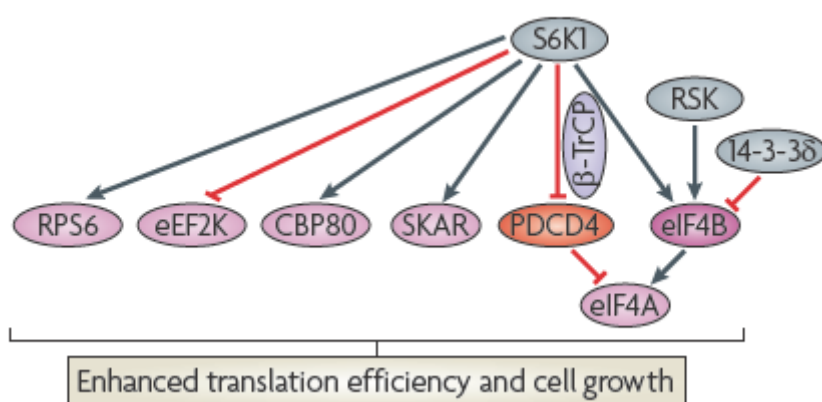 S6K1
RSK
β-TrCP
14-3-3δ
RPS6
eEF2K
CBP80
SKAR
PDCD4
eIF4B
eIF4A
Enhanced translation efficiency and cell growth